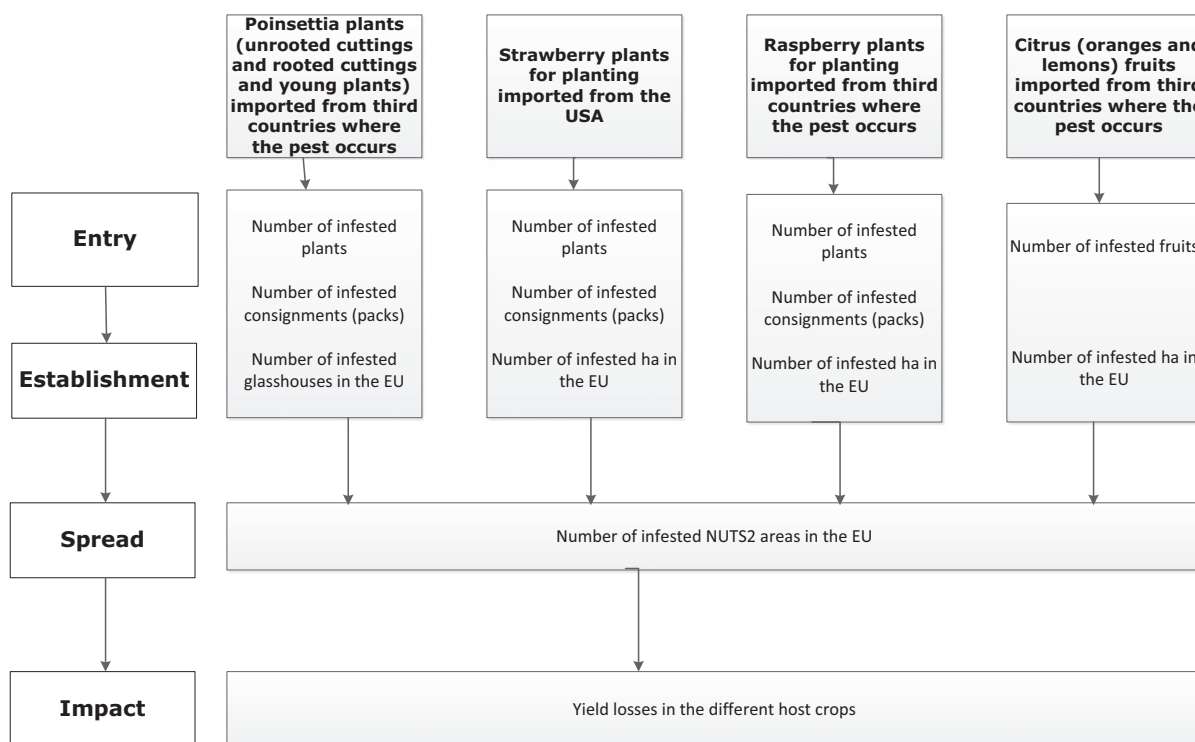 Poinsettia plants
(unrooted cuttings
and rooted cuttings
and young plants)
imported from third
countries where
the pest occurs
Strawberry plants
for planting
imported from the
USA
Raspberry plants
for planting
imported from third
countries where
the pest occurs
Citrus (oranges and
lemons) fruits
imported from third
countries where the
pest occurs
Entry
Number of infested
plants
Number of infested
consignments (packs)
Number of infested
glasshouses in the EU
Number of infested
plants
Number of infested
consignments (packs)
Number of infested ha in
the EU
Number of infested
plants
Number of infested
consignments (packs)
Number of infested ha in
the EU
Number of infested fruits
Number of infested ha in
the EU
Establishment
Spread
Number of infested NUTS2 areas in the EU
Impact
Yield losses in the different host crops